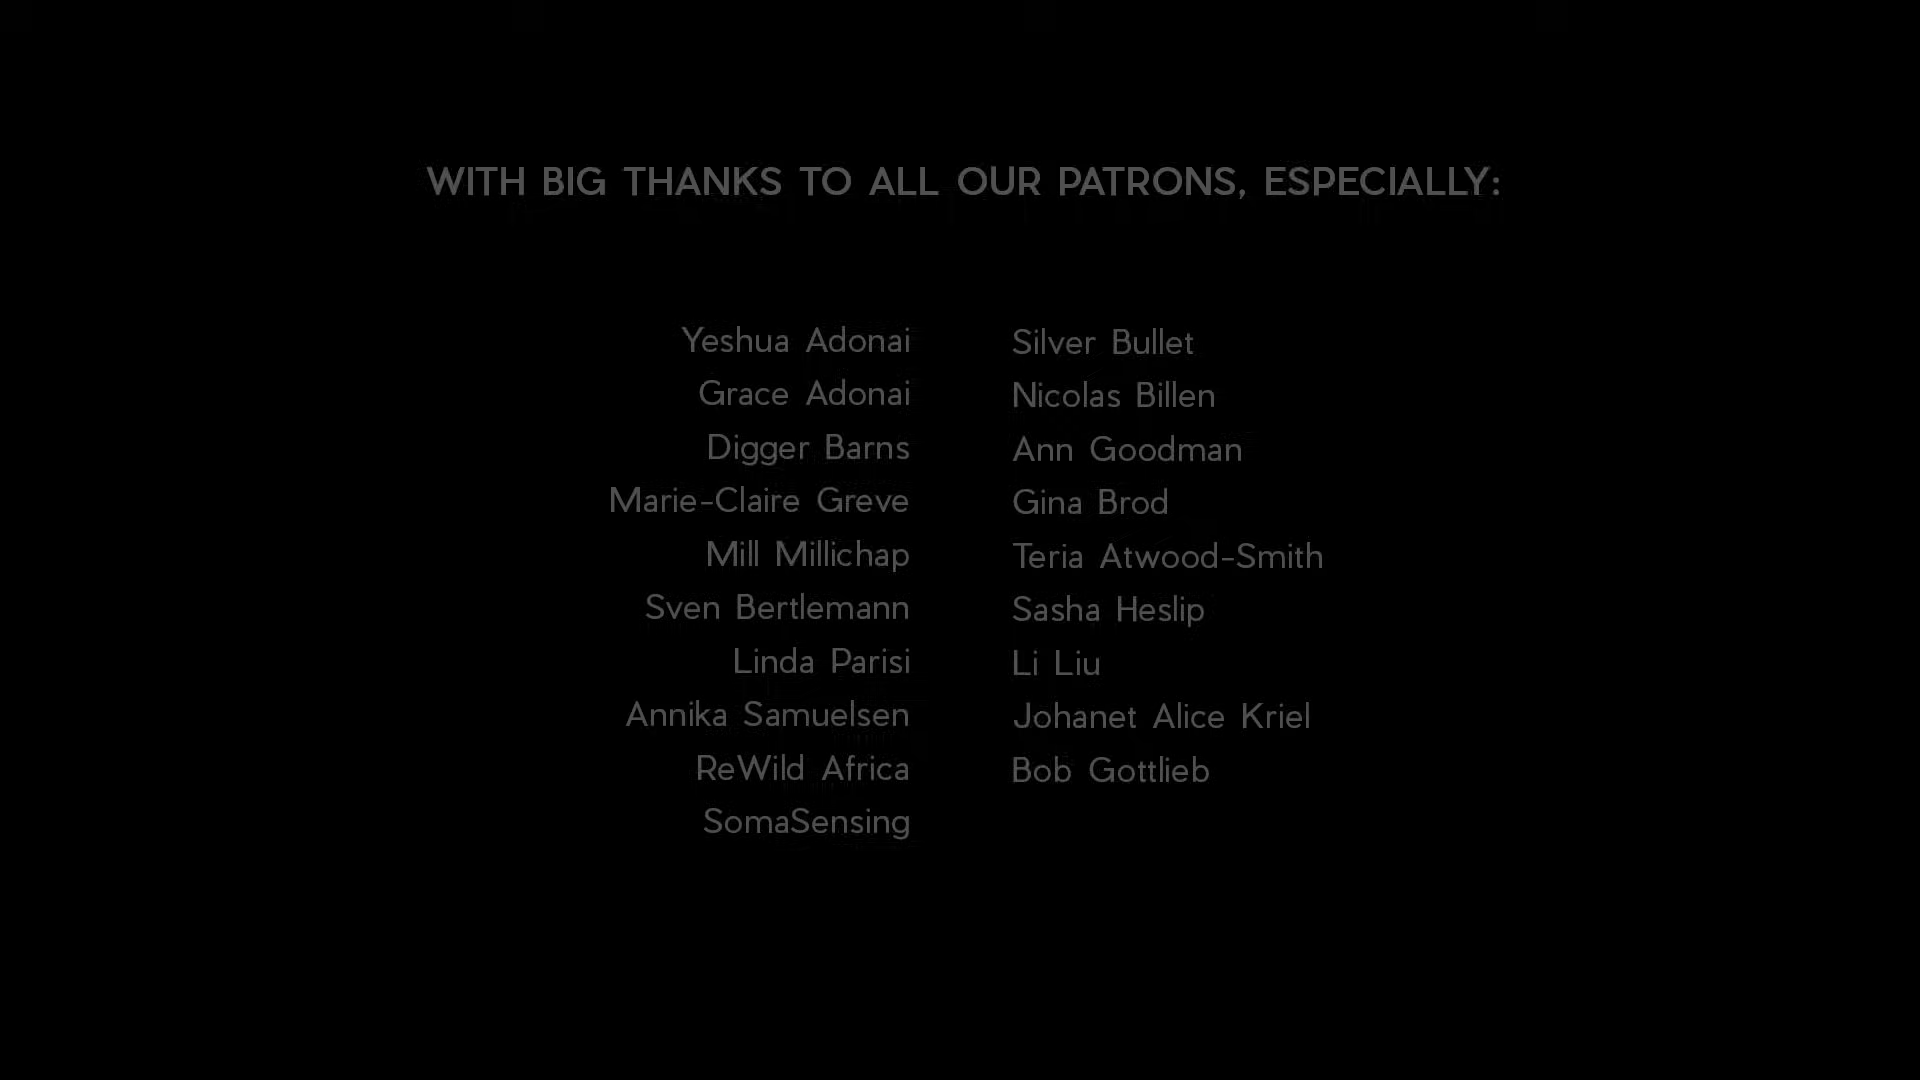 WITH BIG THANKS TO ALL OUR PATRONS, ESPECIALLY:
Yeshua Adonai
Grace Adonai
Digger Barns
Marie-Claire Greve
Mill Millichap
Sven Bertlemann
Linda Parisi
Annika Samuelsen
ReWild Africa
SomaSensing
Silver Bullet
Nicolas Billen
Ann Goodman
Gina Brod
Teria Atwood-Smith
Sasha Heslip
Li Liu
Johanet Alice Kriel
Bob Gottlieb